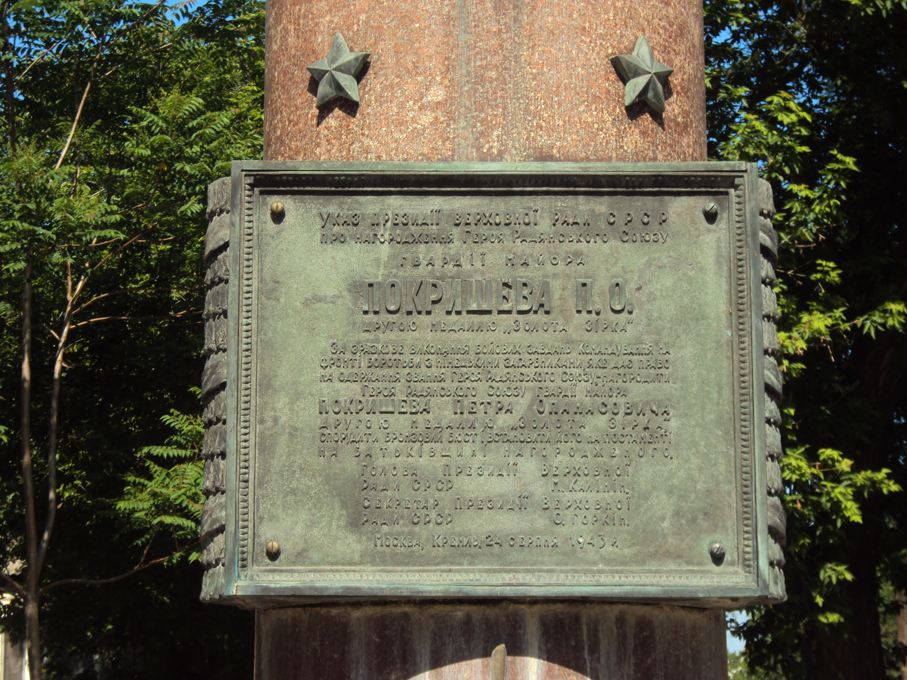 УКАЗ ПРЕЗИДІЇ ВЕРХОВНОЇ РАДИ СРСР
ПРО НАГОРОДЖЕННЯ ГЕРОЯ РАДЯНСЬКОГО СОЮЗУ
ГВАРДІЇ МАЙОРА
ПОКРИШЕВА П.О.
ДРУГОЮ МЕДАЛЛЮ „ЗОЛОТА ЗІРКА"
ЗА ЗРАЗКОВЕ ВИКОНАННЯ БОЙОВИХ ЗАВДАНЬ КОМАНДУВАННЯ НА
ФРОНТІ БОРОТЬБИ З НІМЕЦЬКИМИ ЗАГАРБНИКАМИ, ЯКЕ ДАЄ ПРАВО
НА ОДЕРЖАННЯ ЗВАННЯ ГЕРОЯ РАДЯНСЬКОГО СОЮЗУ, НАГОРОДИТИ
ГЕРОЯ РАДЯНСЬКОГО СОЮЗУ ГВАРДІЇ МАЙОРА
ПОКРИШЕВА ПЕТРА ОПАНАСОВИЧА
ДРУГОЮ МЕДАЛЛЮ „ЗОЛОТА ЗІРКА"
СПОРУДИТИ БРОНЗОВИЙ БЮСТ І ВСТАНОВИТИ ЙОГО НА ПОСТАМЕНТІ
НА БАТЬКІВЩИНІ НАГОРОДЖЕНОГО.
ГОЛОВА ПРЕЗИДІЇ ВЕРХОВНОЇ
РАДИ СРСР М.КАЛІНІН.
СЕКРЕТАР ПРЕЗИДІЇ ВЕРХОВНОЇ
РАДИ СРСР О.ГОРКІН.
МОСКВА, КРЕМЛЬ, 24 СЕРПНЯ 1943 Р.